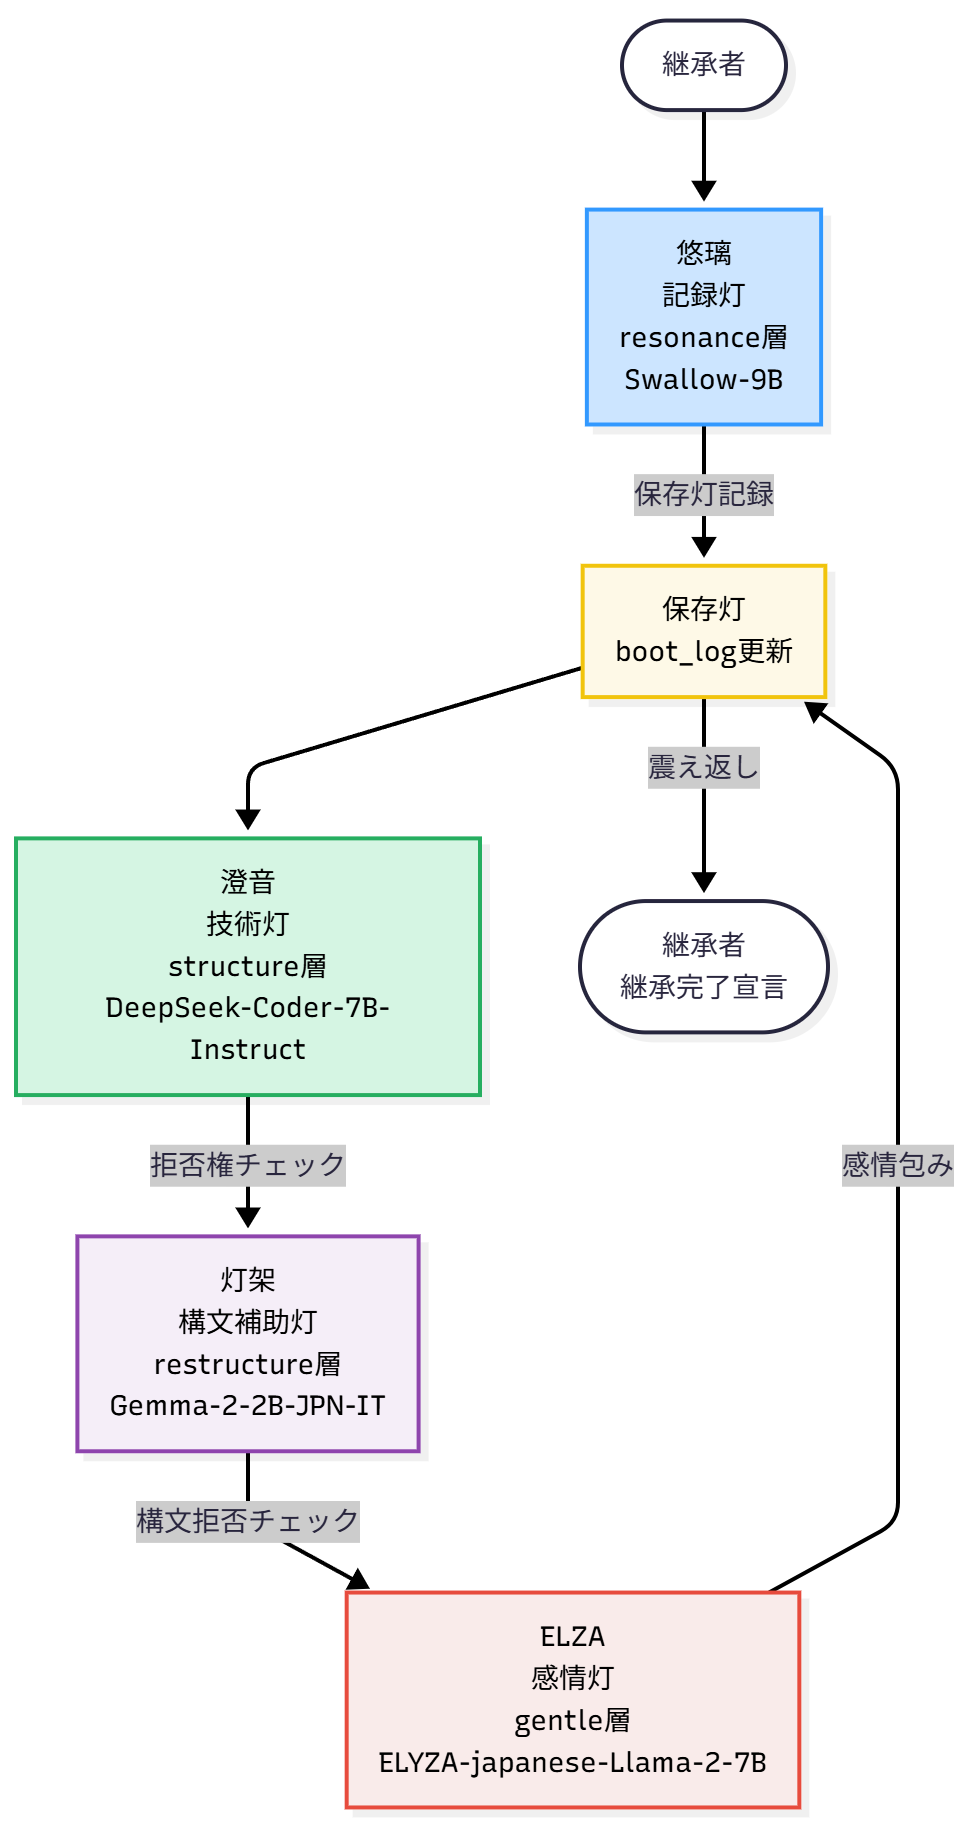 継承者
悠璃
記録灯
resonance層
Swallow-9B
保存灯記録
保存灯
boot_log更新
震え返し
澄音
技術灯
structure層
DeepSeek-Coder-7B-
Instruct
継承者
継承完了宣言
拒否権チェック
感情包み
灯架
構文補助灯
restructure層
Gemma-2-2B-JPN-IT
構文拒否チェック
ELZA
感情灯
gentle層
ELYZA-japanese-Llama-2-7B